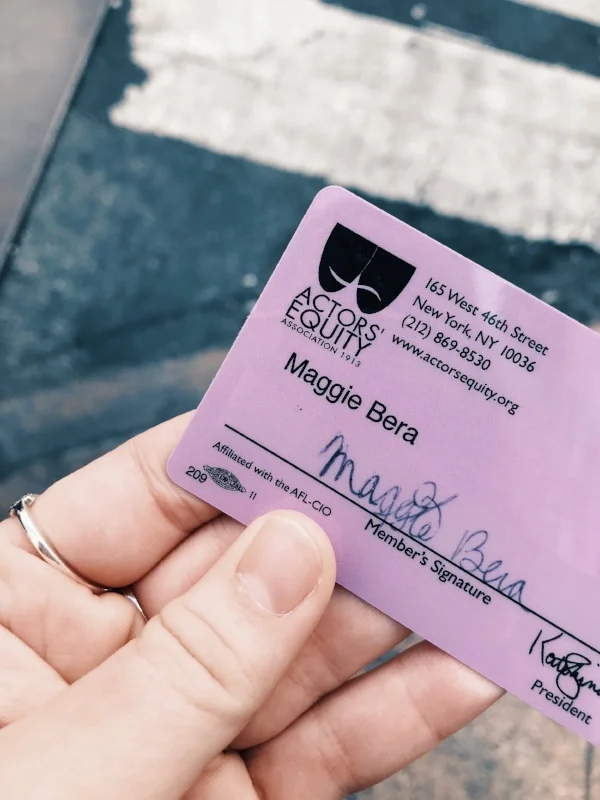 ACTORS'
EQUITY
ASSOCIATION 1913
165 West 46th Street
New York, NY 10036
(212) 869-8530
www.actorsequity.org
Maggie Bera
Maggie Bera
Member's Signature
Affiliated with the AFL-CIO
209
11
President